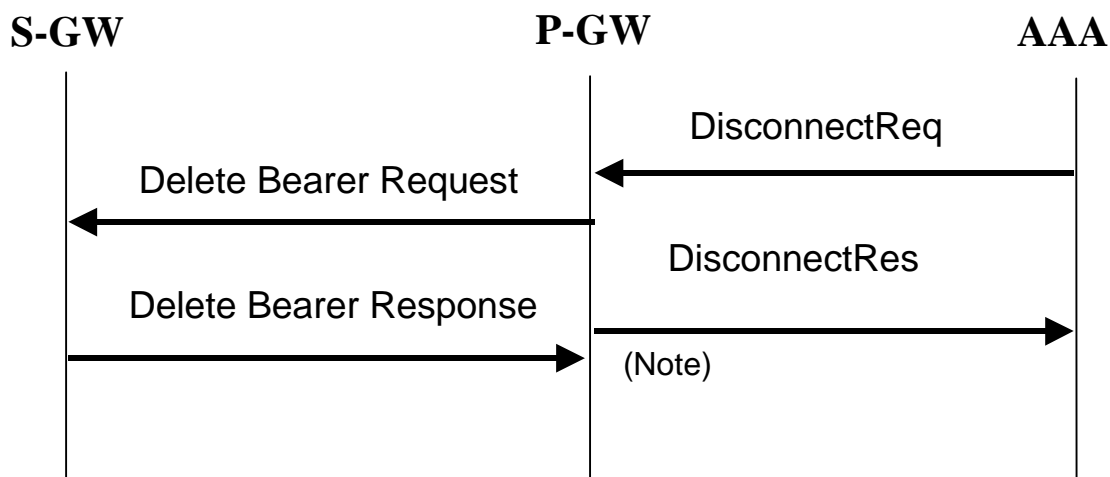 S-GW
P-GW
AAA
DisconnectReq
Delete Bearer Request
DisconnectRes
Delete Bearer Response
(Note)